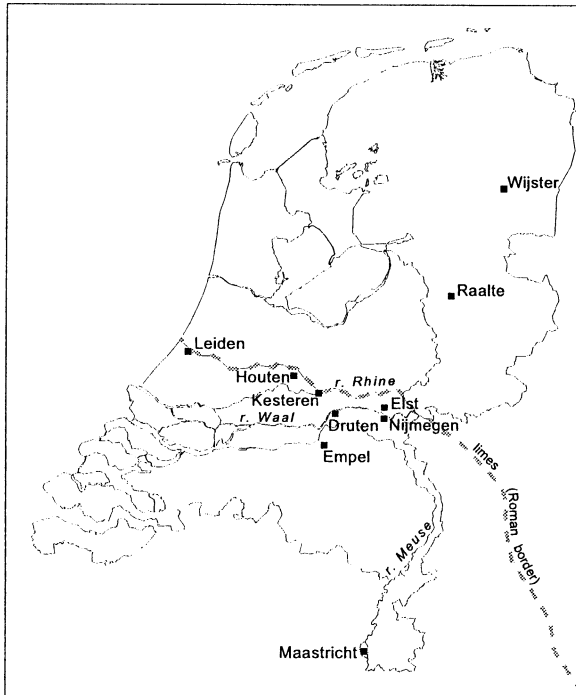 Wijster
Raalte
Leiden
Houten
r. Rhine
Kesteren
Elst
r. Waal
Druten
Nijmegen
Empel
limes
(Roman border)
r. Meuse
Maastricht